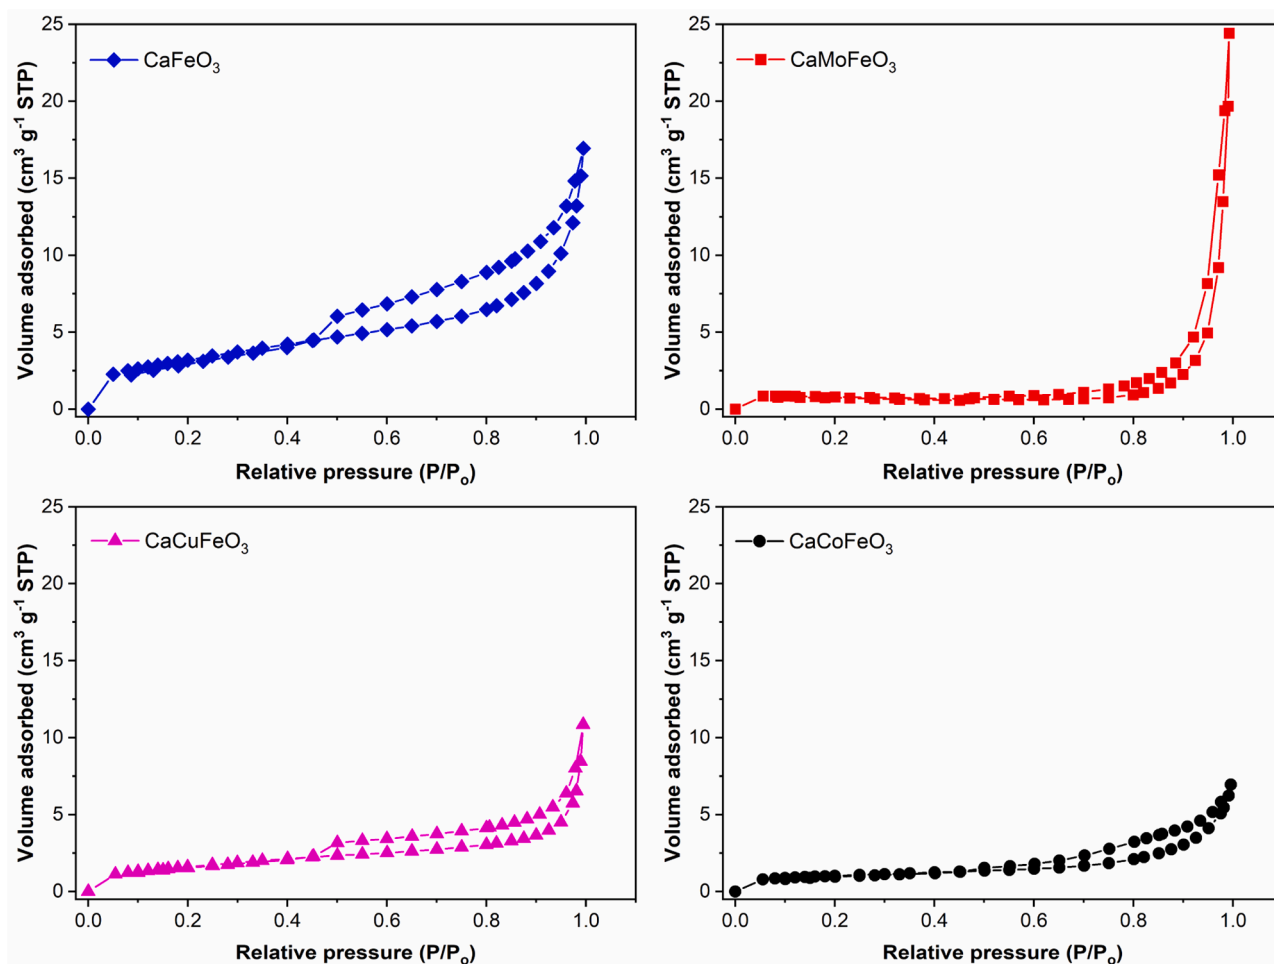 CaFeO₃
25
20
15
10
5
0
Volume adsorbed (cm³ g⁻¹ STP)
0.0 0.2 0.4 0.6 0.8 1.0
Relative pressure (P/Pₒ)
CaMoFeO₃
25
20
15
10
5
0
Volume adsorbed (cm³ g⁻¹ STP)
0.0 0.2 0.4 0.6 0.8 1.0
Relative pressure (P/Pₒ)
CaCuFeO₃
25
20
15
10
5
0
Volume adsorbed (cm³ g⁻¹ STP)
0.0 0.2 0.4 0.6 0.8 1.0
Relative pressure (P/Pₒ)
CaCoFeO₃
25
20
15
10
5
0
Volume adsorbed (cm³ g⁻¹ STP)
0.0 0.2 0.4 0.6 0.8 1.0
Relative pressure (P/Pₒ)